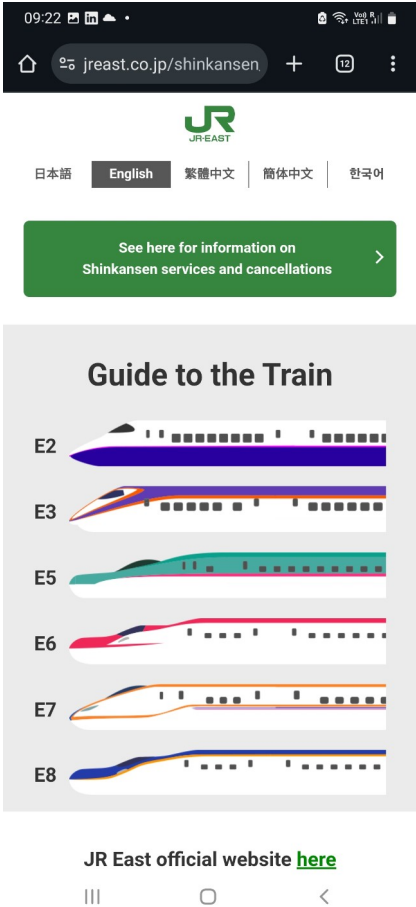 09:22
Vo) R
LTE1
jreast.co.jp/shinkansen
12
JR
JR-EAST
日本語 English 繁體中文 簡体中文 한국어
See here for information on
Shinkansen services and cancellations
Guide to the Train
E2
E3
E5
E6
E7
E8
JR East official website here